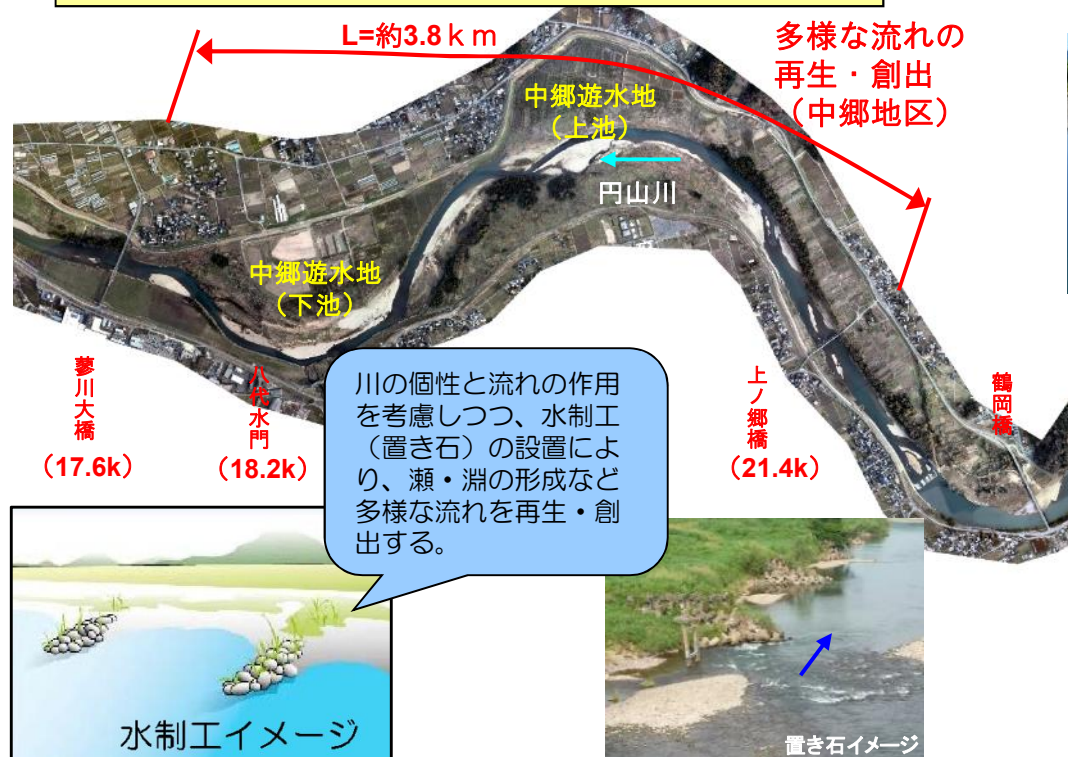 L=約3.8ｋｍ
多様な流れの
再生・創出
（中郷地区）
中郷遊水地
（上池）
円山川
中郷遊水地
（下池）
蓼川大橋
（17.6k）
八代水門
（18.2k）
上ノ郷橋
（21.4k）
鶴岡橋
川の個性と流れの作用
を考慮しつつ、水制工
（置き石）の設置によ
り、瀬・淵の形成など
多様な流れを再生・創
出する。
水制工イメージ
置き石イメージ